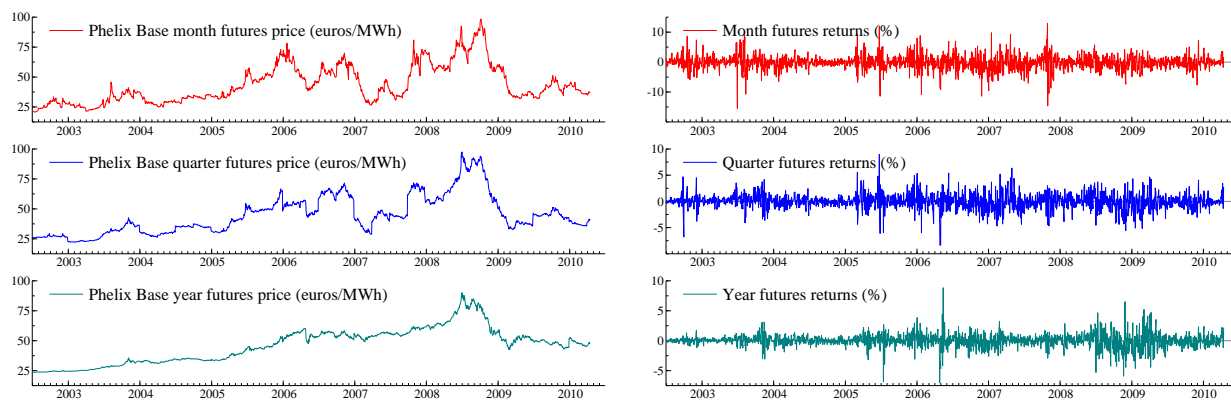 100
75
50
25
Phelix Base month futures price (euros/MWh)
2003 2004 2005 2006 2007 2008 2009 2010
10
0
-10
Month futures returns (%)
2003 2004 2005 2006 2007 2008 2009 2010
100
75
50
25
Phelix Base quarter futures price (euros/MWh)
2003 2004 2005 2006 2007 2008 2009 2010
10
5
0
-5
Quarter futures returns (%)
2003 2004 2005 2006 2007 2008 2009 2010
100
75
50
25
Phelix Base year futures price (euros/MWh)
2003 2004 2005 2006 2007 2008 2009 2010
10
5
0
-5
Year futures returns (%)
2003 2004 2005 2006 2007 2008 2009 2010